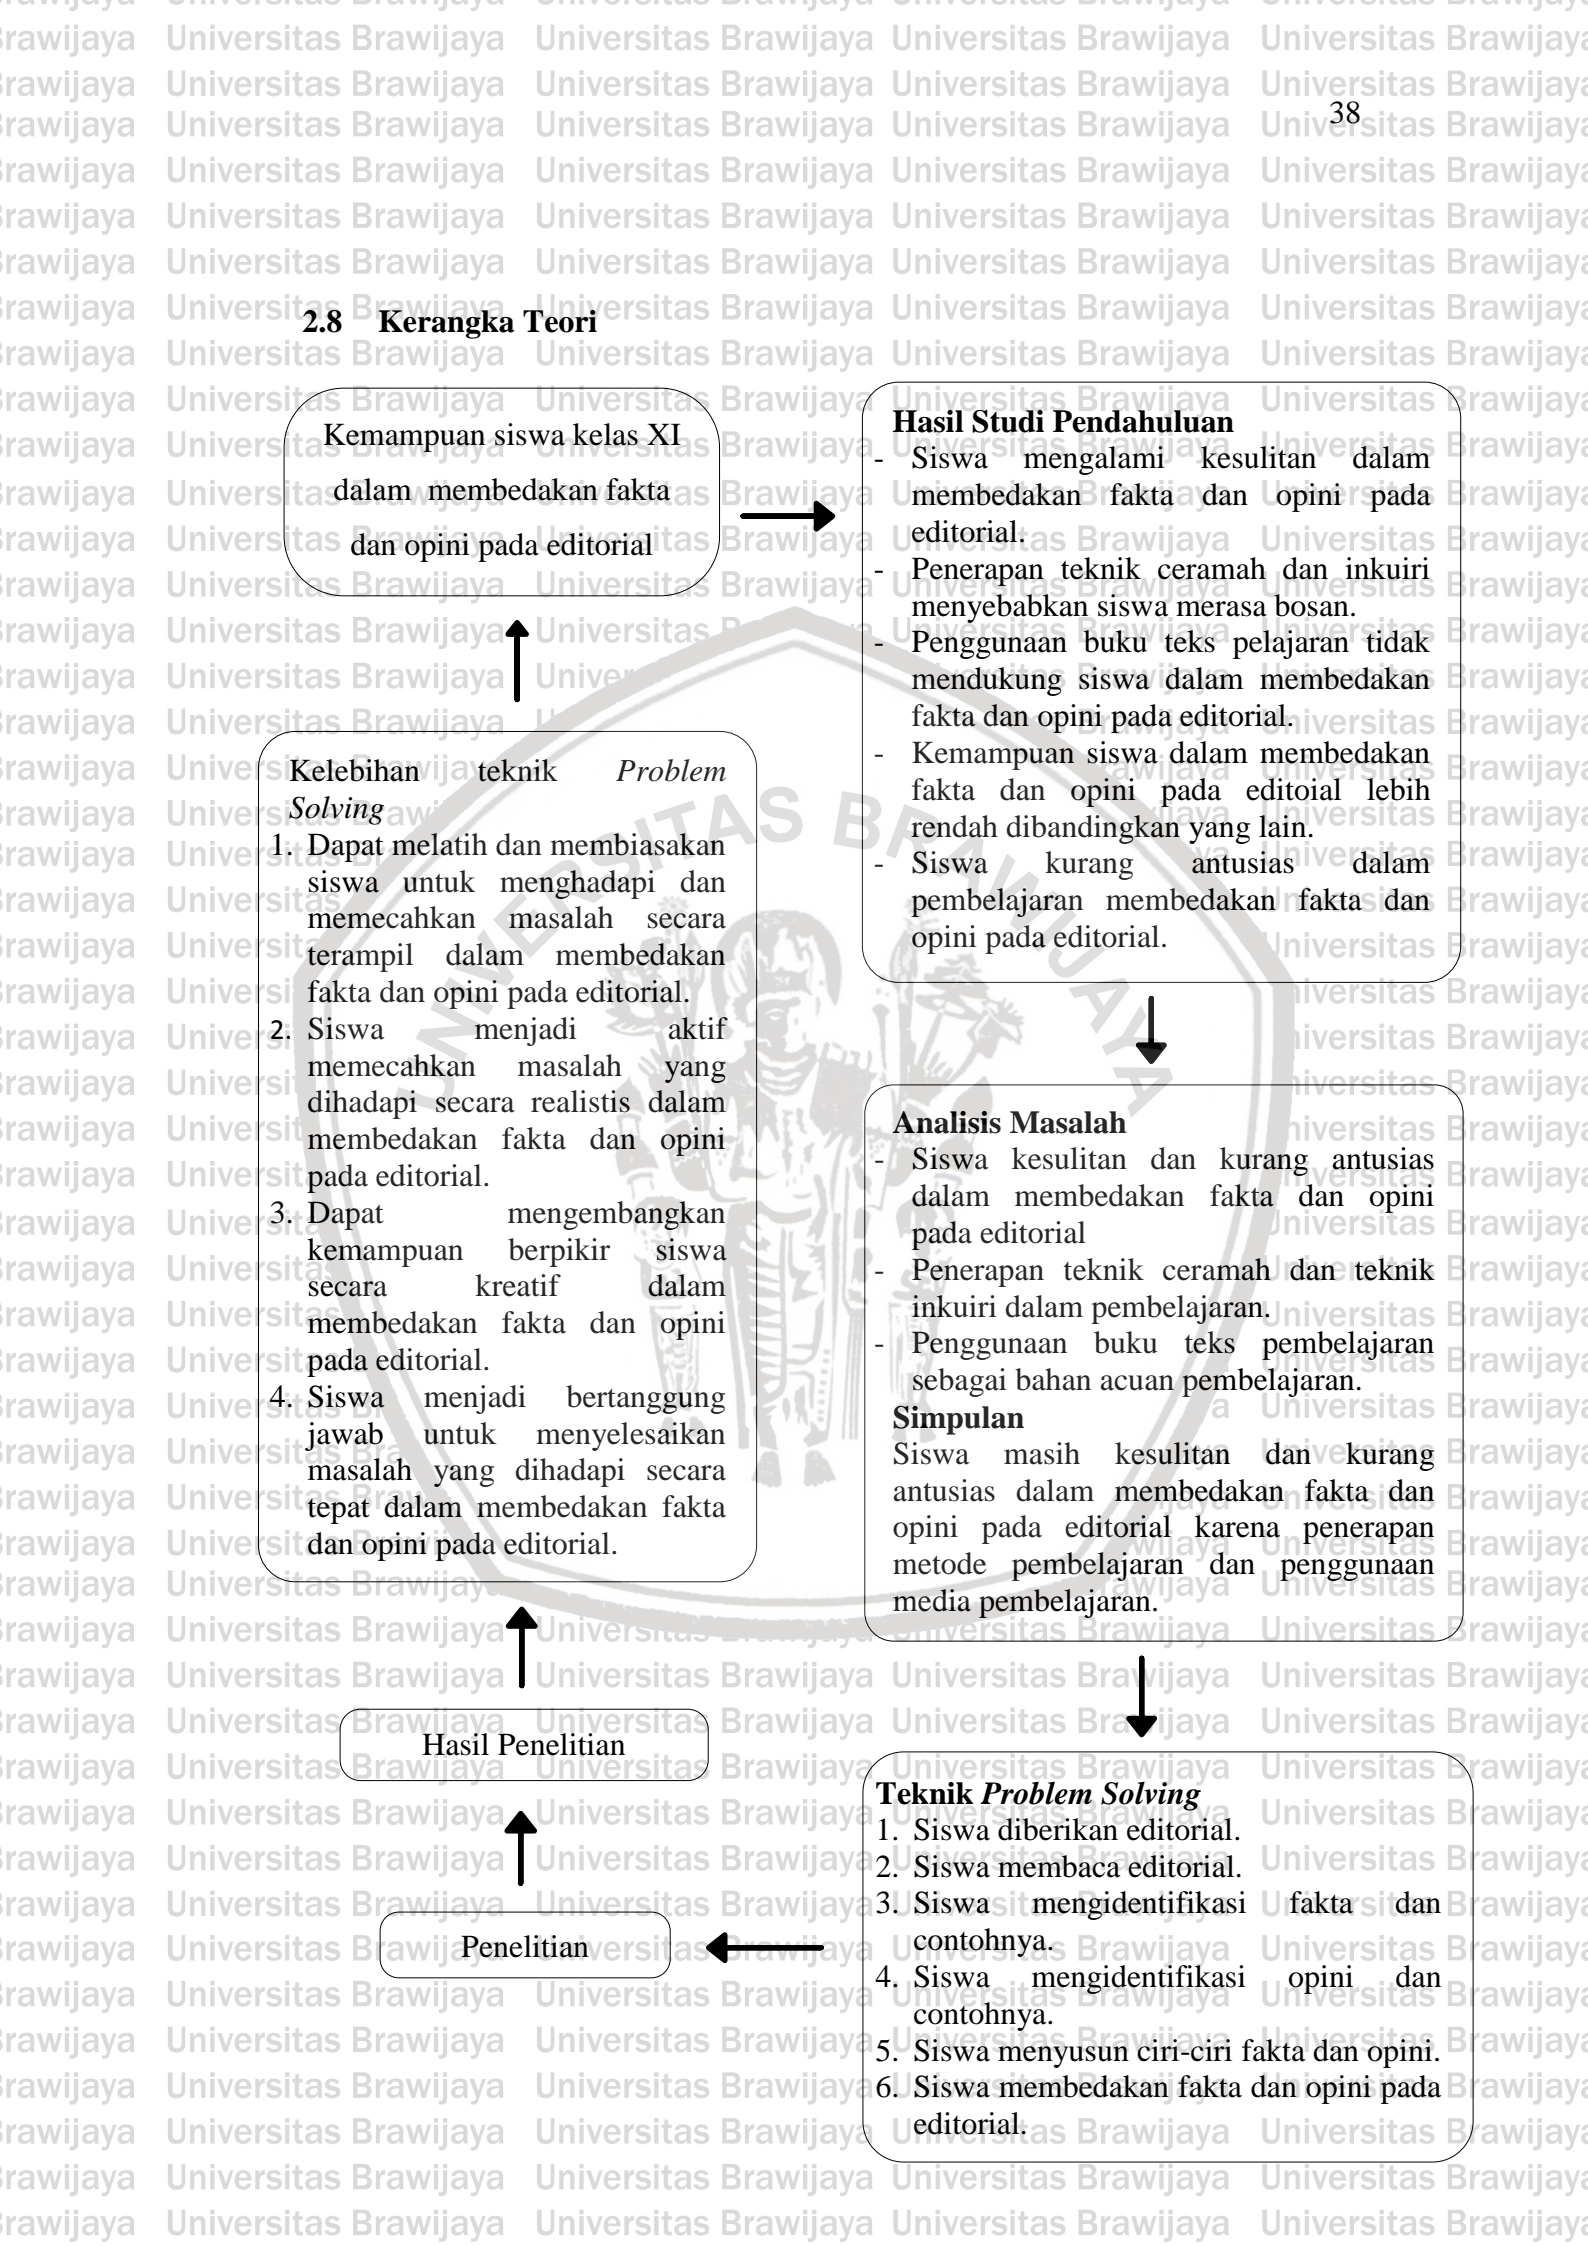 38
2.8 Kerangka Teori
Kemampuan siswa kelas XI
dalam membedakan fakta
dan opini pada editorial
Hasil Studi Pendahuluan
- Siswa mengalami kesulitan dalam
membedakan fakta dan opini pada
editorial.
- Penerapan teknik ceramah dan inkuiri
menyebabkan siswa merasa bosan.
- Penggunaan buku teks pelajaran tidak
mendukung siswa dalam membedakan
fakta dan opini pada editorial.
- Kemampuan siswa dalam membedakan
fakta dan opini pada editoial lebih
rendah dibandingkan yang lain.
- Siswa kurang antusias dalam
pembelajaran membedakan fakta dan
opini pada editorial.
Analisis Masalah
- Siswa kesulitan dan kurang antusias
dalam membedakan fakta dan opini
pada editorial
- Penerapan teknik ceramah dan teknik
inkuiri dalam pembelajaran.
- Penggunaan buku teks pembelajaran
sebagai bahan acuan pembelajaran.
Simpulan
Siswa masih kesulitan dan kurang
antusias dalam membedakan fakta dan
opini pada editorial karena penerapan
metode pembelajaran dan penggunaan
media pembelajaran.
Teknik Problem Solving
1. Siswa diberikan editorial.
2. Siswa membaca editorial.
3. Siswa mengidentifikasi fakta dan
contohnya.
4. Siswa mengidentifikasi opini dan
contohnya.
5. Siswa menyusun ciri-ciri fakta dan opini.
6. Siswa membedakan fakta dan opini pada
editorial.
Penelitian
Hasil Penelitian
Kelebihan teknik Problem
Solving
1. Dapat melatih dan membiasakan
siswa untuk menghadapi dan
memecahkan masalah secara
terampil dalam membedakan
fakta dan opini pada editorial.
2. Siswa menjadi aktif
memecahkan masalah yang
dihadapi secara realistis dalam
membedakan fakta dan opini
pada editorial.
3. Dapat mengembangkan
kemampuan berpikir siswa
secara kreatif dalam
membedakan fakta dan opini
pada editorial.
4. Siswa menjadi bertanggung
jawab untuk menyelesaikan
masalah yang dihadapi secara
tepat dalam membedakan fakta
dan opini pada editorial.
UNIVERSITAS BRAWIJAYA